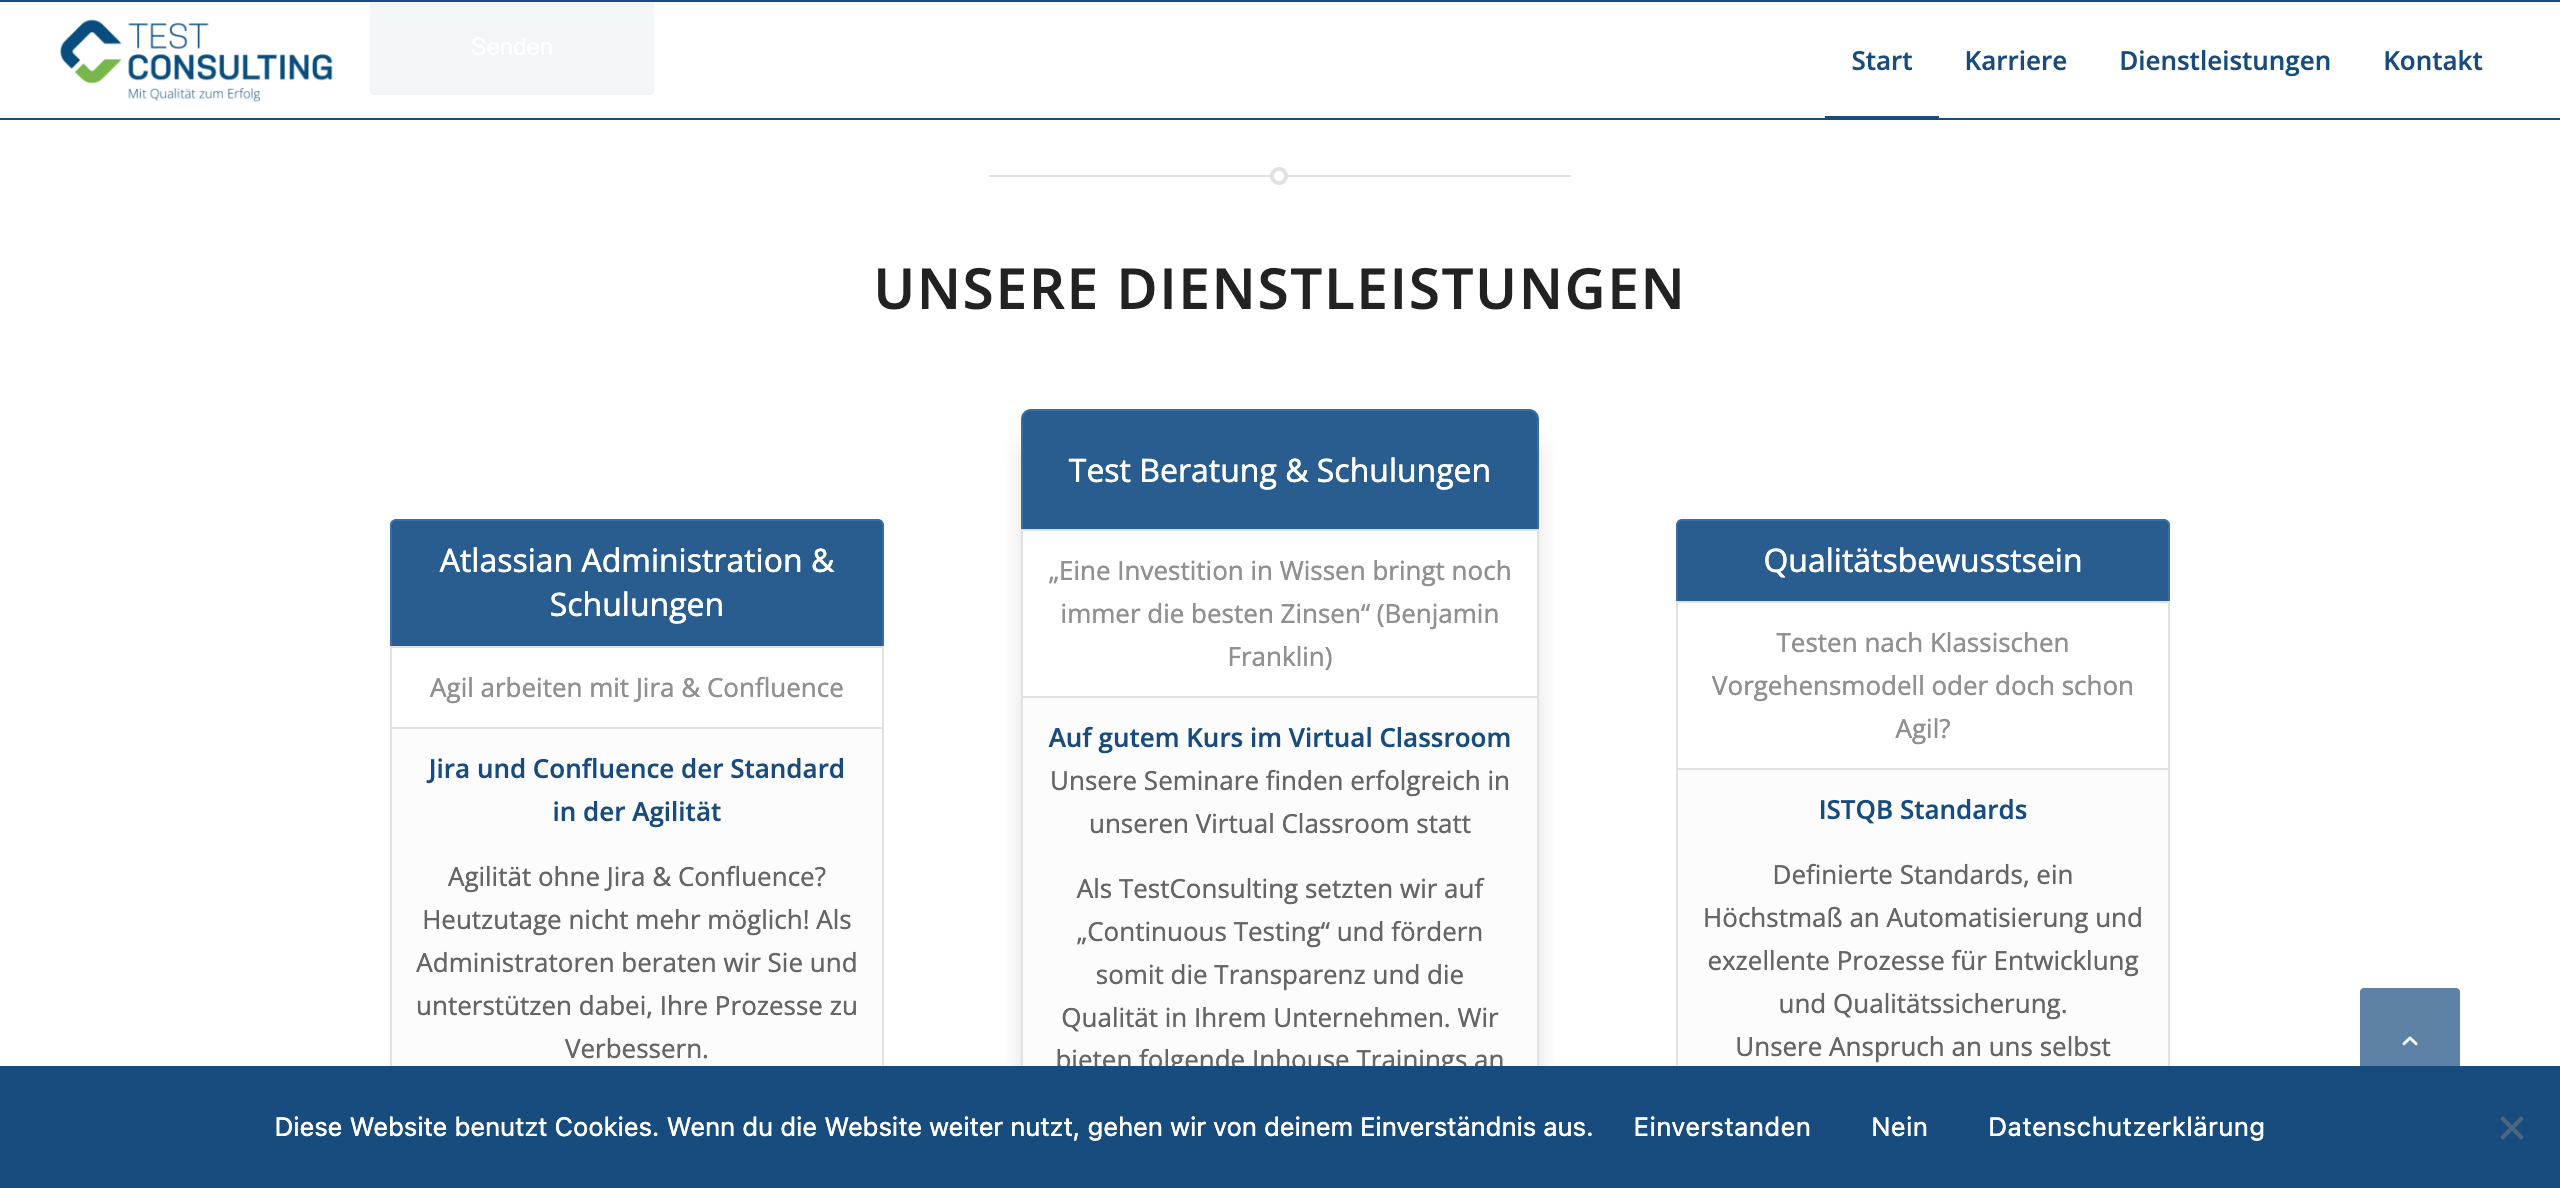 TEST
CONSULTING
Mit Qualität zum Erfolg
Senden
Start
Karriere
Dienstleistungen
Kontakt
UNSERE DIENSTLEISTUNGEN
Atlassian Administration &
Schulungen
Agil arbeiten mit Jira & Confluence
Jira und Confluence der Standard
in der Agilität
Agilität ohne Jira & Confluence?
Heutzutage nicht mehr möglich! Als
Administratoren beraten wir Sie und
unterstützen dabei, Ihre Prozesse zu
Verbessern.
Test Beratung & Schulungen
„Eine Investition in Wissen bringt noch
immer die besten Zinsen“ (Benjamin
Franklin)
Auf gutem Kurs im Virtual Classroom
Unsere Seminare finden erfolgreich in
unseren Virtual Classroom statt
Als TestConsulting setzten wir auf
„Continuous Testing“ und fördern
somit die Transparenz und die
Qualität in Ihrem Unternehmen. Wir
bieten folgende Inhouse Trainings an
Qualitätsbewusstsein
Testen nach Klassischen
Vorgehensmodell oder doch schon
Agil?
ISTQB Standards
Definierte Standards, ein
Höchstmaß an Automatisierung und
exzellente Prozesse für Entwicklung
und Qualitätssicherung.
Unsere Anspruch an uns selbst
Diese Website benutzt Cookies. Wenn du die Website weiter nutzt, gehen wir von deinem Einverständnis aus.
Einverstanden
Nein
Datenschutzerklärung